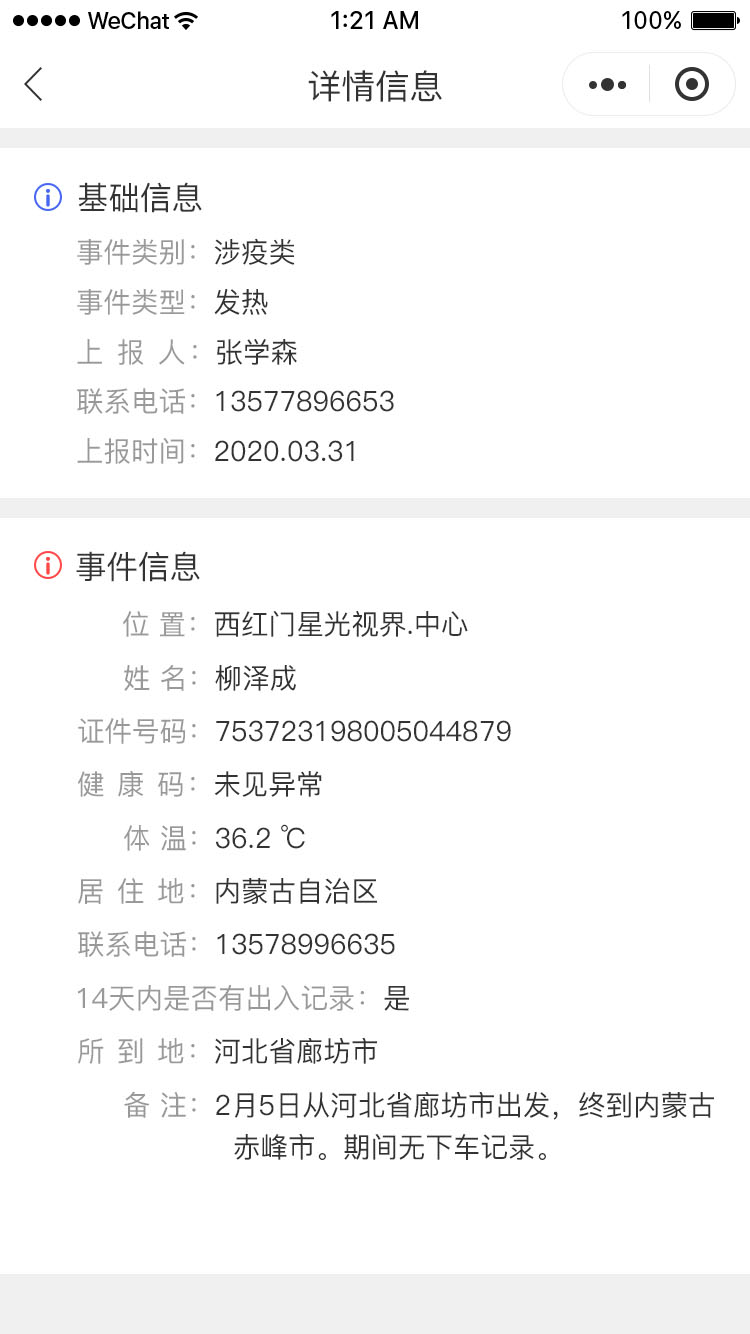 WeChat 1:21 AM 100%
详情信息
基础信息
事件类别：涉疫类
事件类型：发热
上 报 人：张学森
联系电话：13577896653
上报时间：2020.03.31
事件信息
位 置：西红门星光视界.中心
姓 名：柳泽成
证件号码：753723198005044879
健 康 码：未见异常
体 温：36.2 ℃
居 住 地：内蒙古自治区
联系电话：13578996635
14天内是否有出入记录：是
所 到 地：河北省廊坊市
备 注：2月5日从河北省廊坊市出发，终到内蒙古
赤峰市。期间无下车记录。